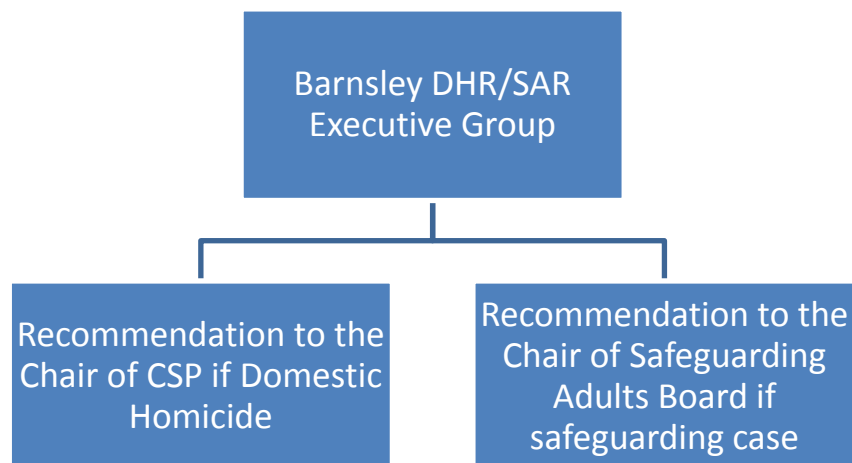 Barnsley DHR/SAR
Executive Group
Recommendation to the
Chair of CSP if Domestic
Homicide
Recommendation to the
Chair of Safeguarding
Adults Board if
safeguarding case